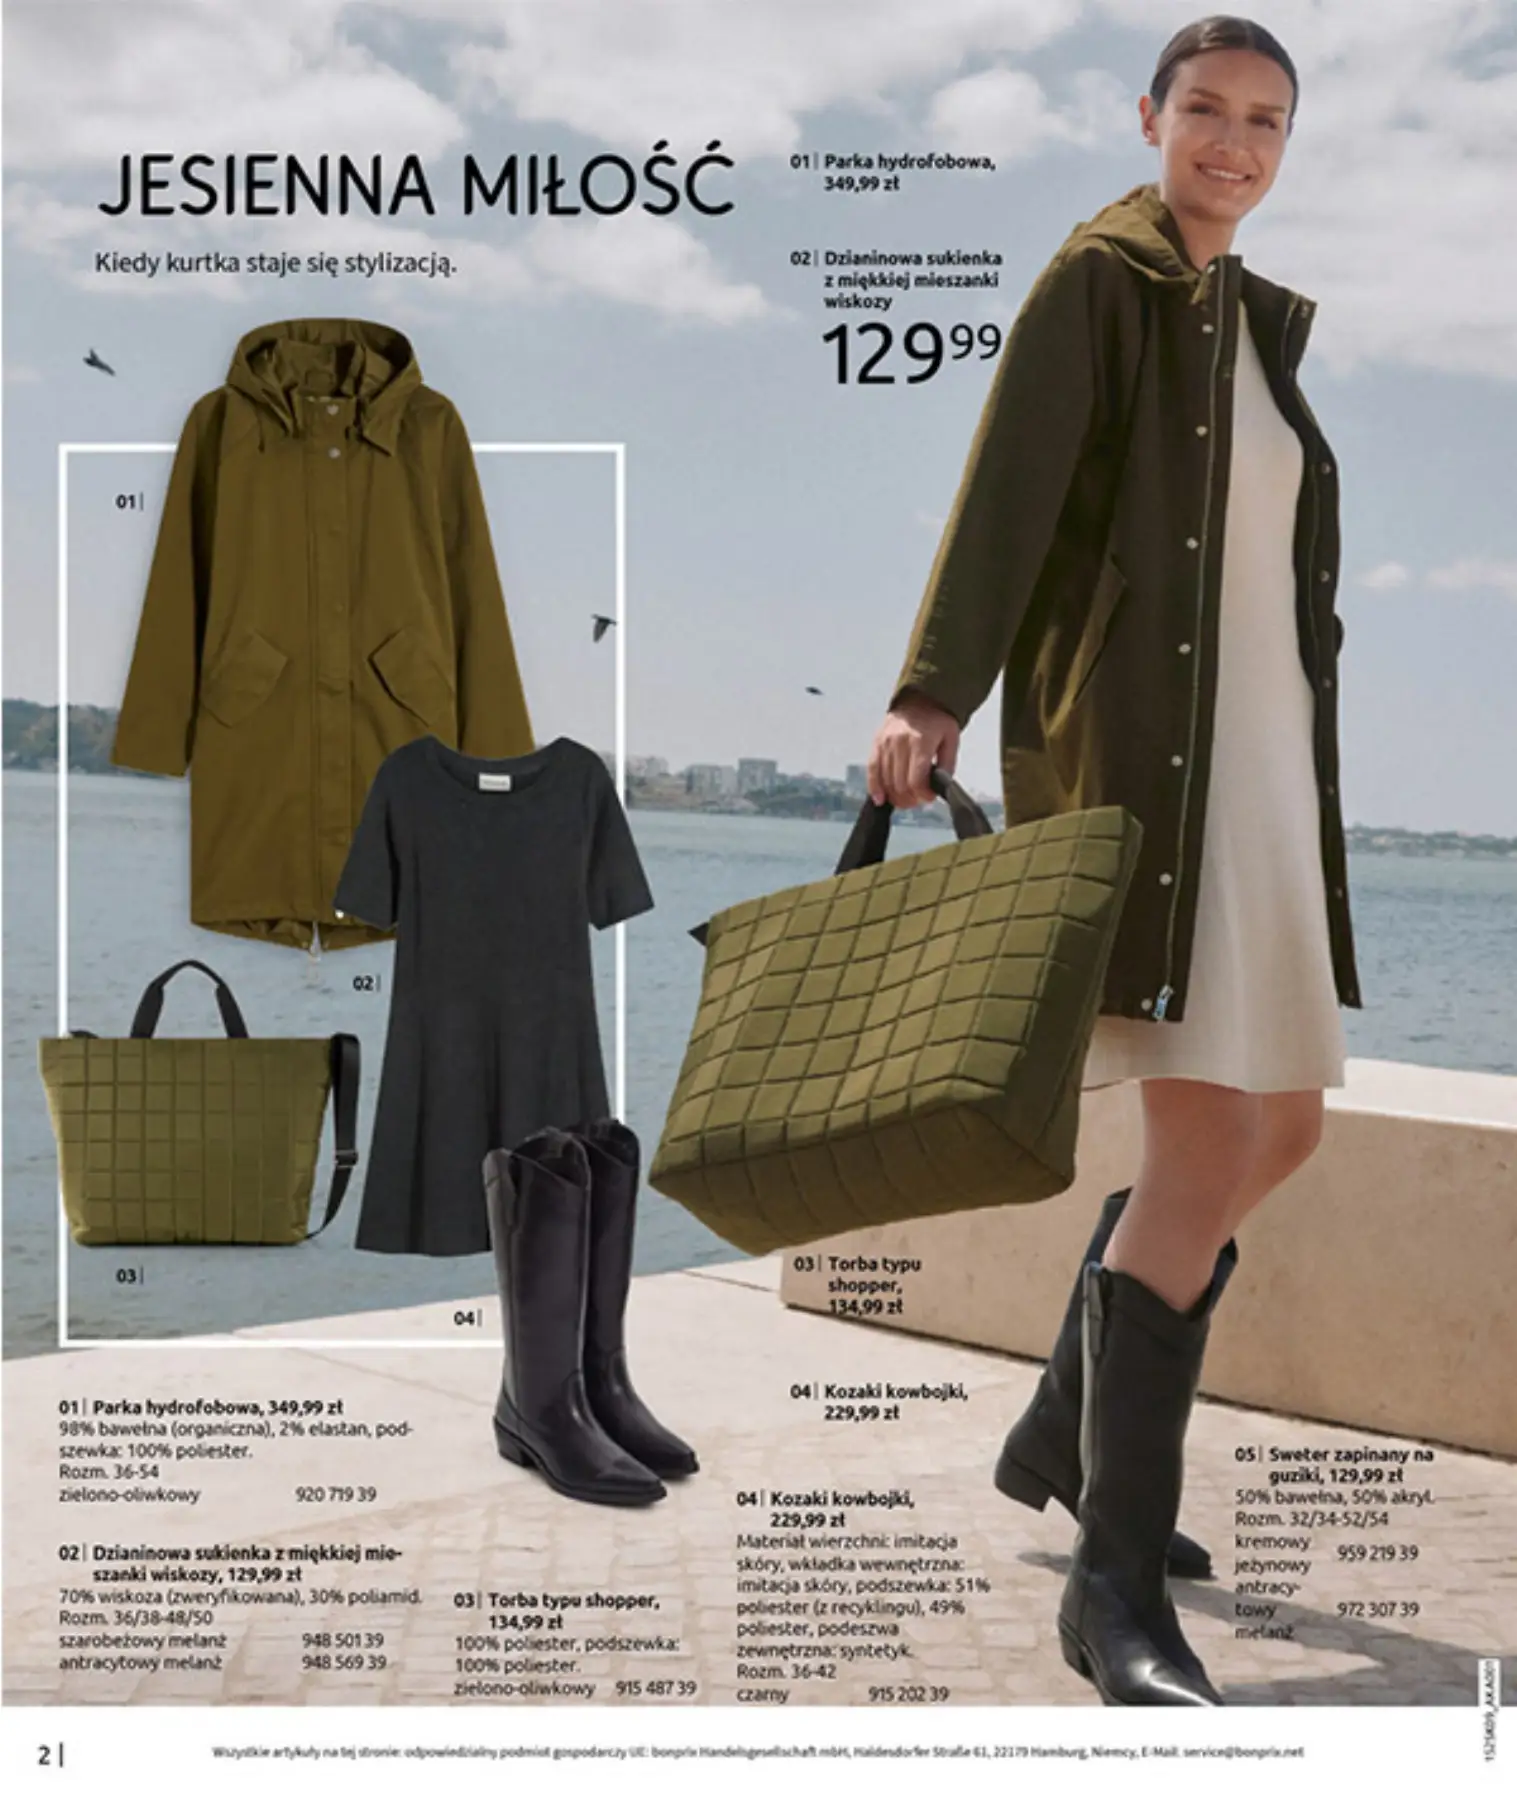 JESIENNA MIŁOŚĆ
Kiedy kurtka staje się stylizacją.
01| Parka hydrofobowa,
349,99 zł
02| Dzianinowa sukienka
z miękkiej mieszanki
wiskozy
129⁹⁹
01|
02|
03|
04|
03| Torba typu
shopper,
134,99 zł
04| Kozaki kowbojki,
229,99 zł
01| Parka hydrofobowa, 349,99 zł
98% bawełna (organiczna), 2% elastan, pod-
szewka: 100% poliester.
Rozm. 36-54
zielono-oliwkowy 920 719 39
02| Dzianinowa sukienka z miękkiej mie-
szanki wiskozy, 129,99 zł
70% wiskoza (zweryfikowana), 30% poliamid.
Rozm. 36/38-48/50
szarobeżowy melanż 948 501 39
antracytowy melanż 948 569 39
03| Torba typu shopper,
134,99 zł
100% poliester, podszewka:
100% poliester.
zielono-oliwkowy 915 487 39
04| Kozaki kowbojki,
229,99 zł
Materiał wierzchni: imitacja
skóry, wkładka wewnętrzna:
imitacja skóry, podszewka: 51%
poliester (z recyklingu), 49%
poliester, podeszwa
zewnętrzna: syntetyk.
Rozm. 36-42
czarny 915 202 39
05| Sweter zapinany na
guziki, 129,99 zł
50% bawełna, 50% akryl.
Rozm. 32/34-52/54
kremowy
jeżynowy 959 219 39
antracy-
towy 972 307 39
melanż
1525K09_AKA001
2|
Wszystkie artykuły na tej stronie: odpowiedzialny podmiot gospodarczy UE: bonprix Handelsgesellschaft mbH, Haldesdorfer Straße 61, 22179 Hamburg, Niemcy, E-Mail: service@bonprix.net